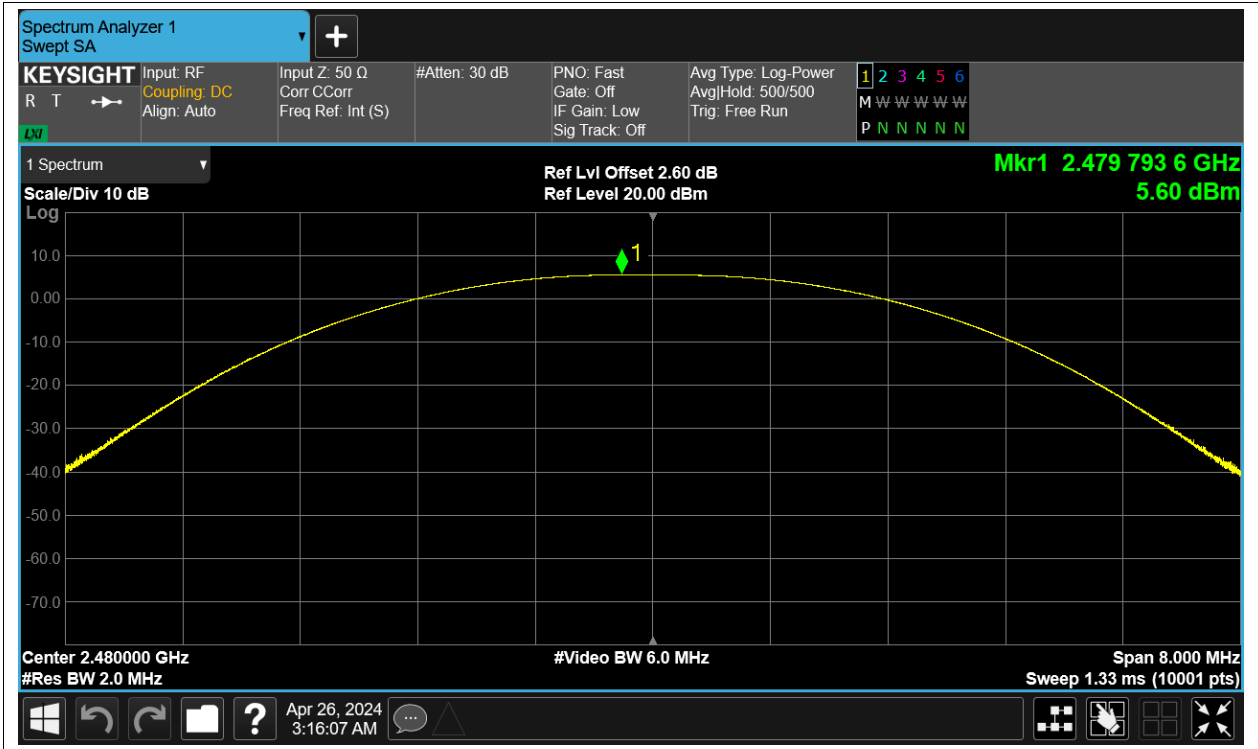 Spectrum Analyzer 1
Swept SA
+
KEYSIGHT
R T
LXI
Input: RF
Coupling: DC
Align: Auto
Input Z: 50 Ω
Corr CCorr
Freq Ref: Int (S)
#Atten: 30 dB
PNO: Fast
Gate: Off
IF Gain: Low
Sig Track: Off
Avg Type: Log-Power
Avg|Hold: 500/500
Trig: Free Run
1 2 3 4 5 6
M W W W W W
P N N N N N
1 Spectrum
Scale/Div 10 dB
Log
Ref Lvl Offset 2.60 dB
Ref Level 20.00 dBm
Mkr1 2.479 793 6 GHz
5.60 dBm
1
10.0
0.00
-10.0
-20.0
-30.0
-40.0
-50.0
-60.0
-70.0
Center 2.480000 GHz
#Res BW 2.0 MHz
#Video BW 6.0 MHz
Span 8.000 MHz
Sweep 1.33 ms (10001 pts)
?
Apr 26, 2024
3:16:07 AM